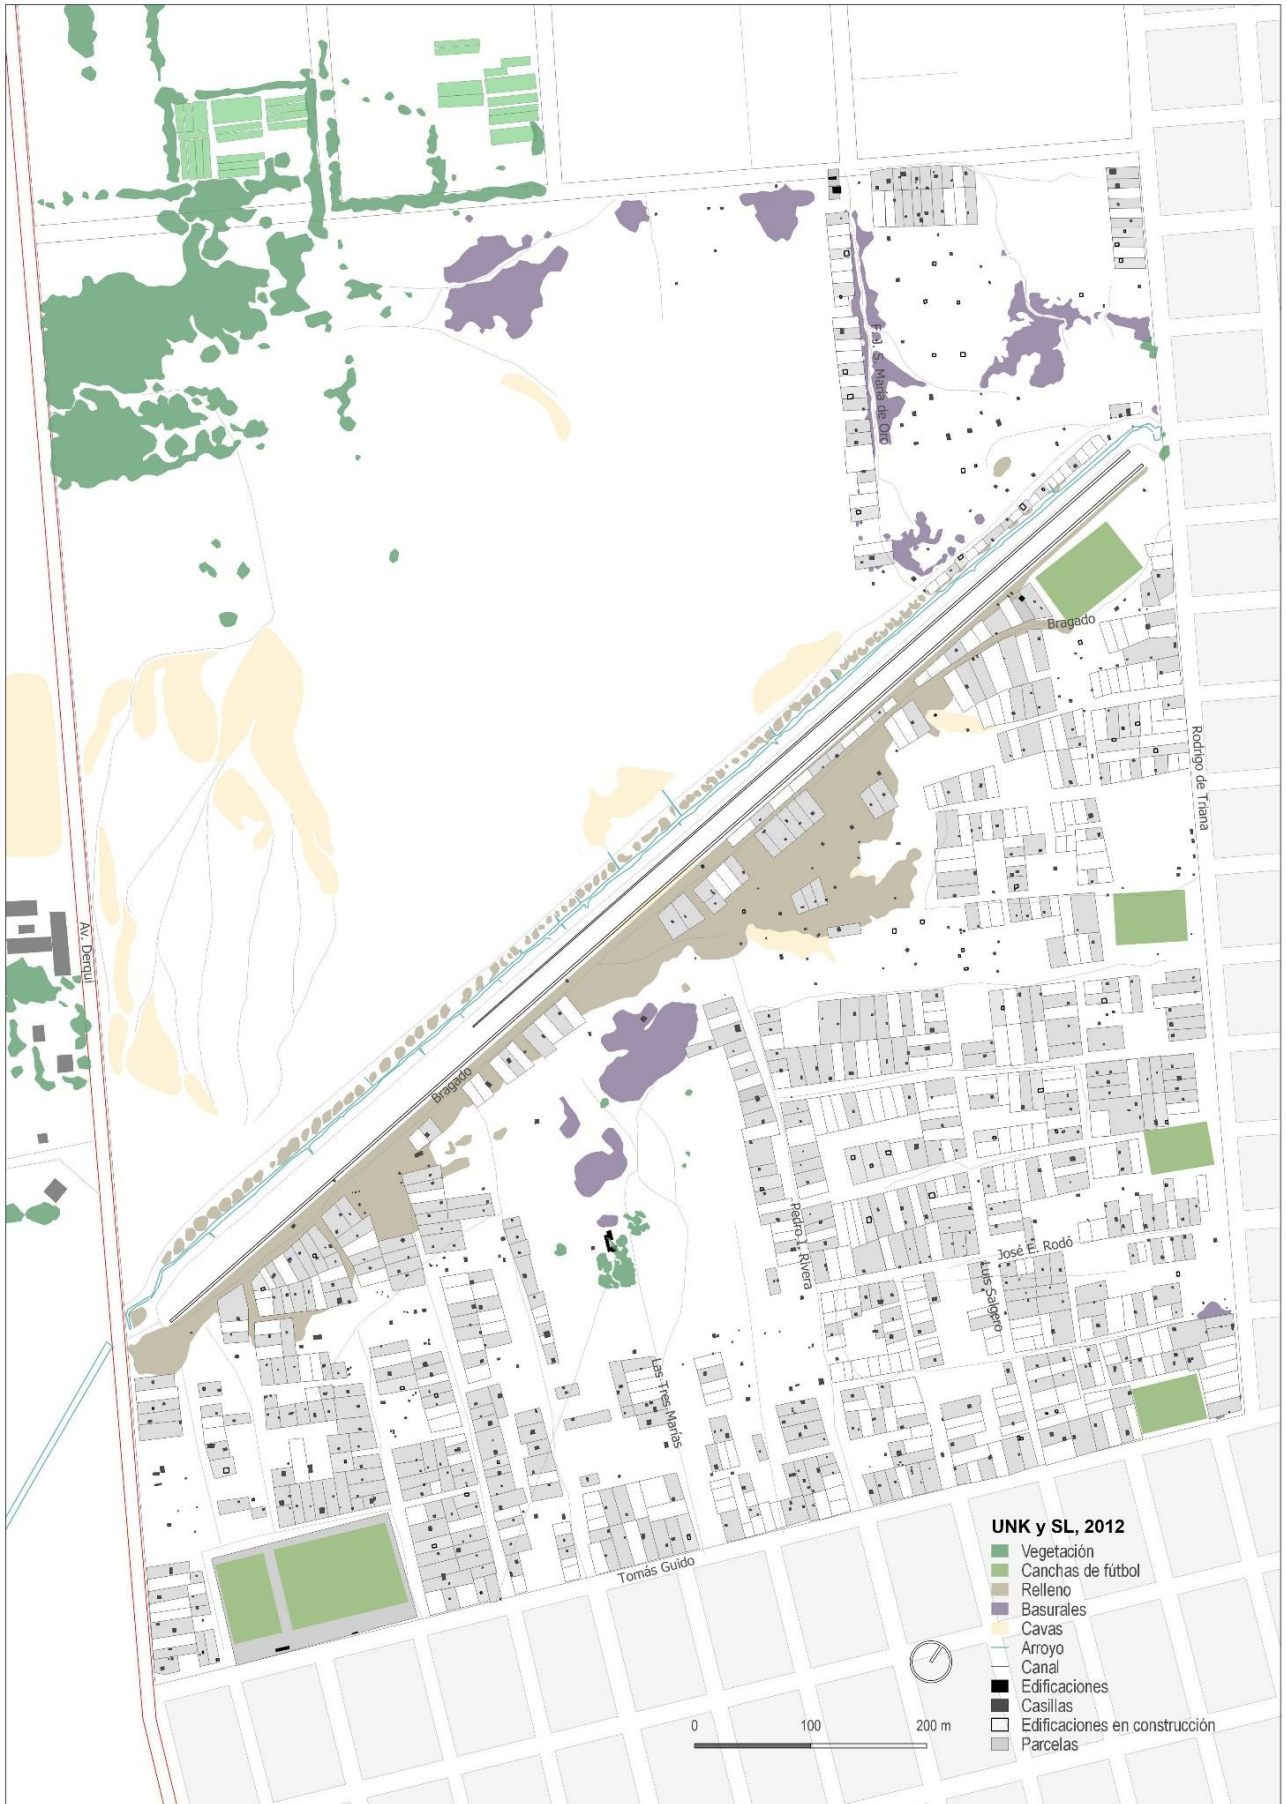 F. J. S. María de Oro
Bragado
Rodrigo de Triana
Av. Derqui
Bragado
Pedro I. Rivera
José E. Rodó
Luis Salgero
Las Tres Marías
Tomás Guido
UNK y SL, 2012
Vegetación
Canchas de fútbol
Relleno
Basurales
Cavas
Arroyo
Canal
Edificaciones
Casillas
Edificaciones en construcción
Parcelas
0 100 200 m